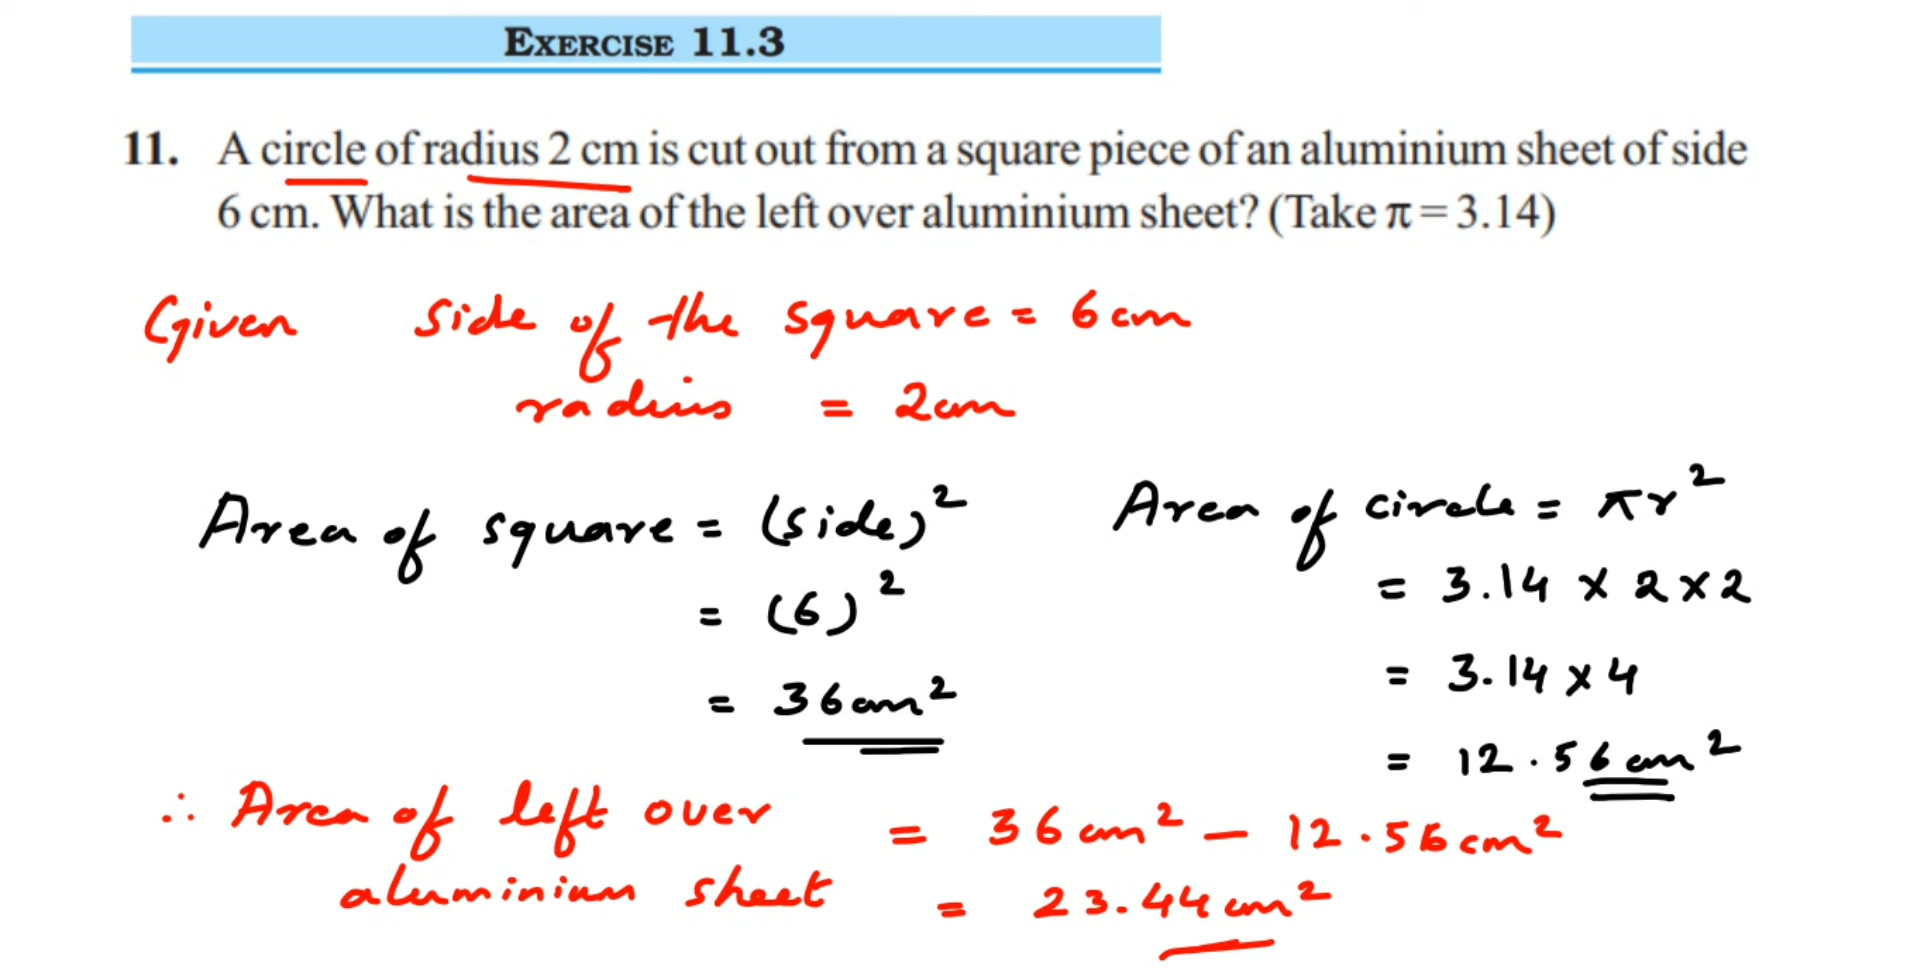 EXERCISE 11.3
11. A circle of radius 2 cm is cut out from a square piece of an aluminium sheet of side
6 cm. What is the area of the left over aluminium sheet? (Take π = 3.14)
Given side of the square = 6 cm
radius = 2cm
Area of square = (side)²
= (6)²
= 36cm²
Area of circle = πr²
= 3.14 × 2 × 2
= 3.14 × 4
= 12.56 cm²
∴ Area of left over = 36 cm² − 12.56 cm²
aluminium sheet = 23.44 cm²